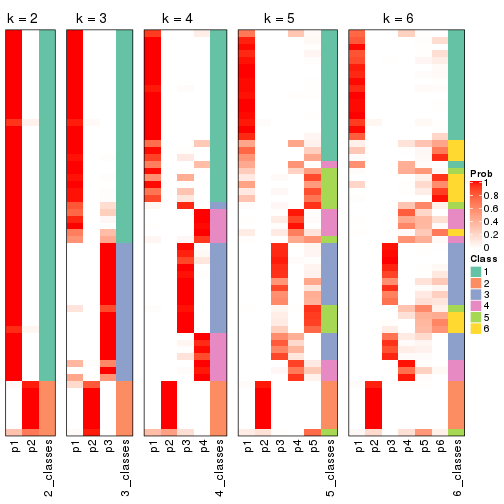 k = 2
k = 3
k = 4
k = 5
k = 6
p1
p2
2_classes
p1
p2
p3
3_classes
p1
p2
p3
p4
4_classes
p1
p2
p3
p4
p5
5_classes
p1
p2
p3
p4
p5
p6
6_classes
Prob
1
0.8
0.6
0.4
0.2
0
Class
1
2
3
4
5
6